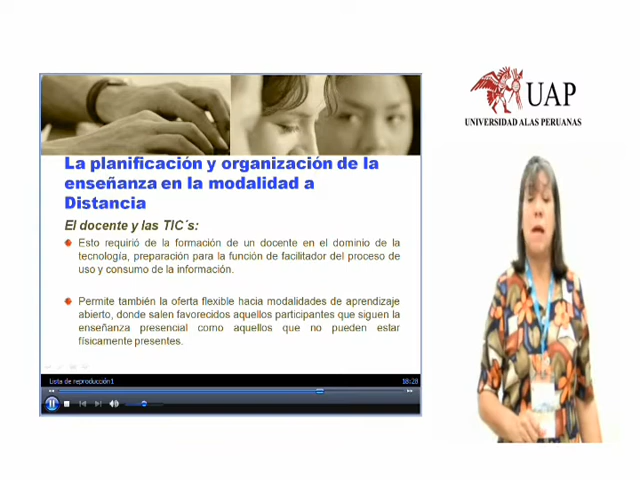 La planificación y organización de la
enseñanza en la modalidad a
Distancia
El docente y las TIC´s:
Esto requirió de la formación de un docente en el dominio de la
tecnología, preparación para la función de facilitador del proceso de
uso y consumo de la información.
Permite también la oferta flexible hacia modalidades de aprendizaje
abierto, donde salen favorecidos aquellos participantes que siguen la
enseñanza presencial como aquellos que no pueden estar
físicamente presentes.
Lista de reproducción1
18:28
UAP
UNIVERSIDAD ALAS PERUANAS